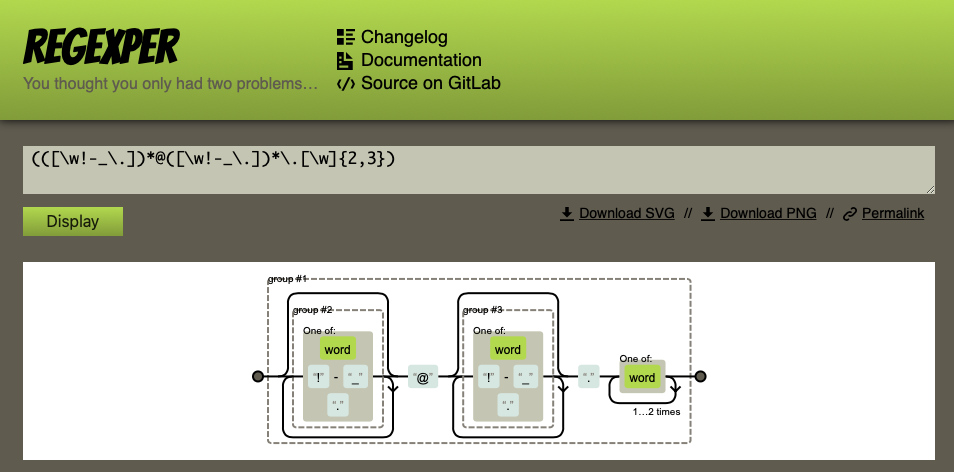 REGEXPER
You thought you only had two problems...
Changelog
Documentation
Source on GitLab
(([\w!-_\.])*@([\w!-_\.])*\.[\w]{2,3})
Display
Download SVG // Download PNG // Permalink
group #1
group #2
One of:
word
“!” - “_”
“.”
“@”
group #3
One of:
word
“!” - “_”
“.”
“.”
One of:
word
1...2 times